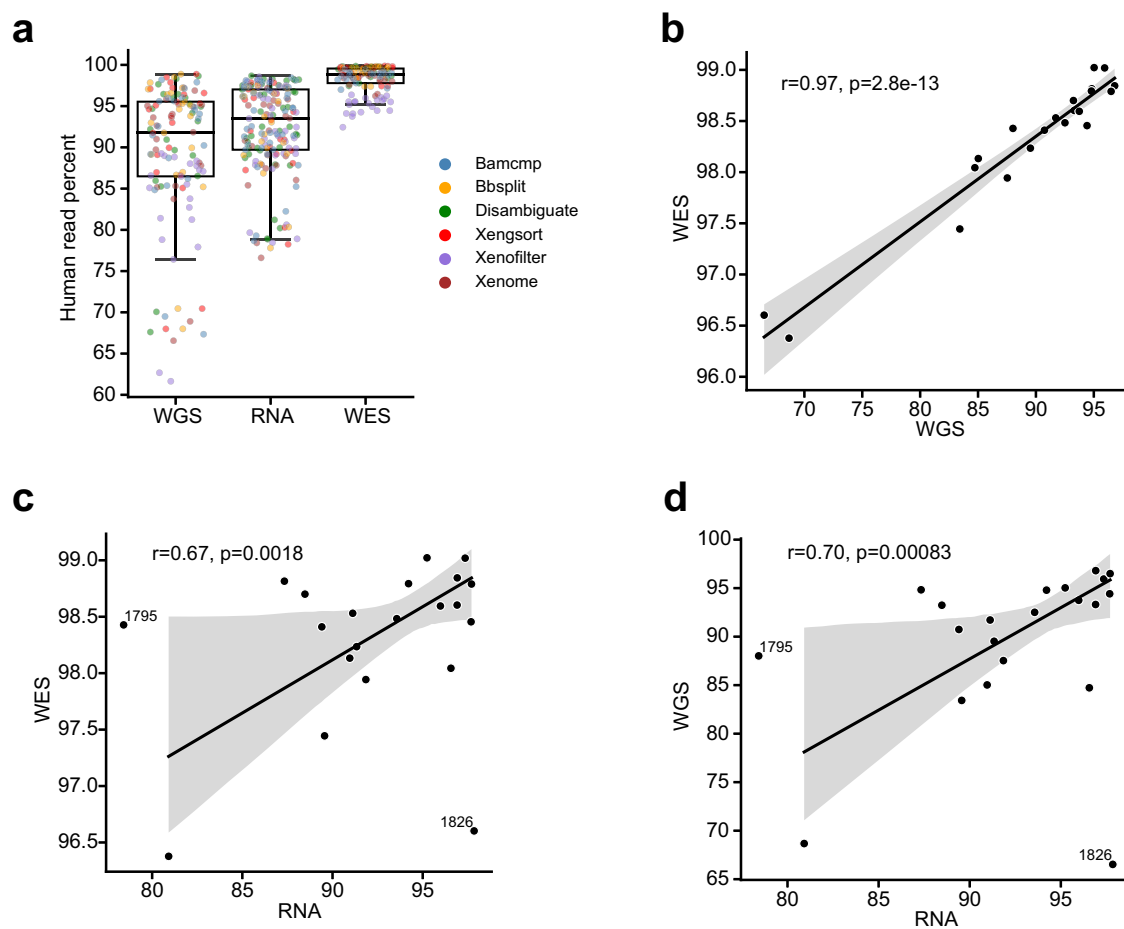 a
Human read percent
100
95
90
85
80
75
70
65
60
WGS
RNA
WES
Bamcmp
Bbsplit
Disambiguate
Xengsort
Xenofilter
Xenome
b
r=0.97, p=2.8e-13
WES
99.0
98.5
98.0
97.5
97.0
96.5
96.0
70 75 80 85 90 95
WGS
c
r=0.67, p=0.0018
WES
99.0
98.5
98.0
97.5
97.0
96.5
1795
1826
80 85 90 95
RNA
d
r=0.70, p=0.00083
WGS
100
95
90
85
80
75
70
65
1795
1826
80 85 90 95
RNA